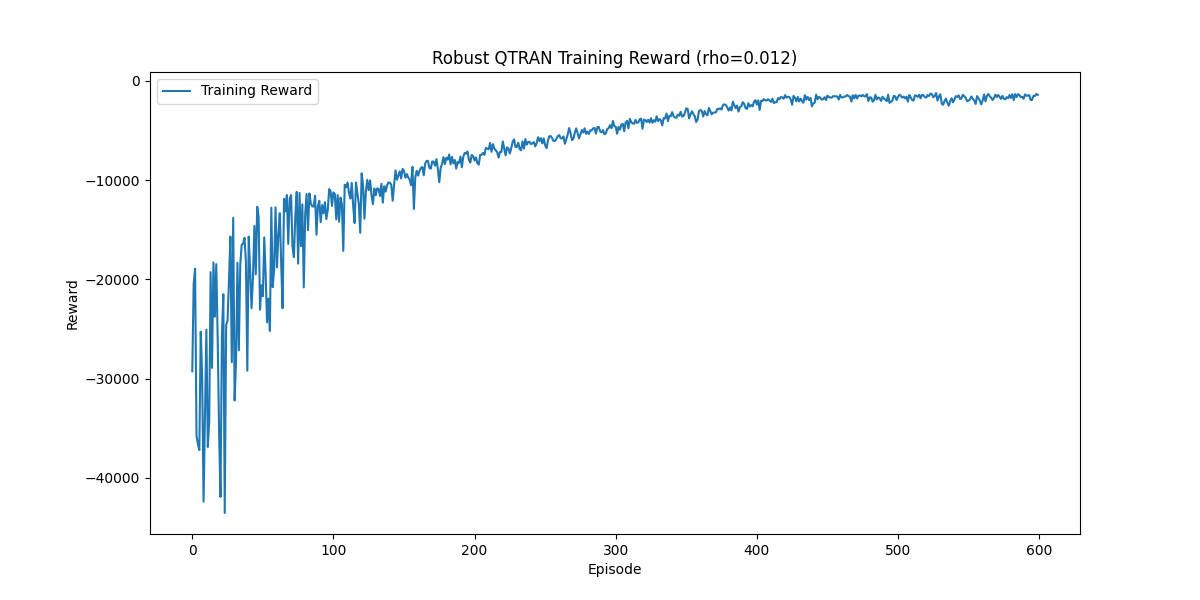 Robust QTRAN Training Reward (rho=0.012)
Training Reward
0
−10000
−20000
−30000
−40000
Reward
0 100 200 300 400 500 600
Episode